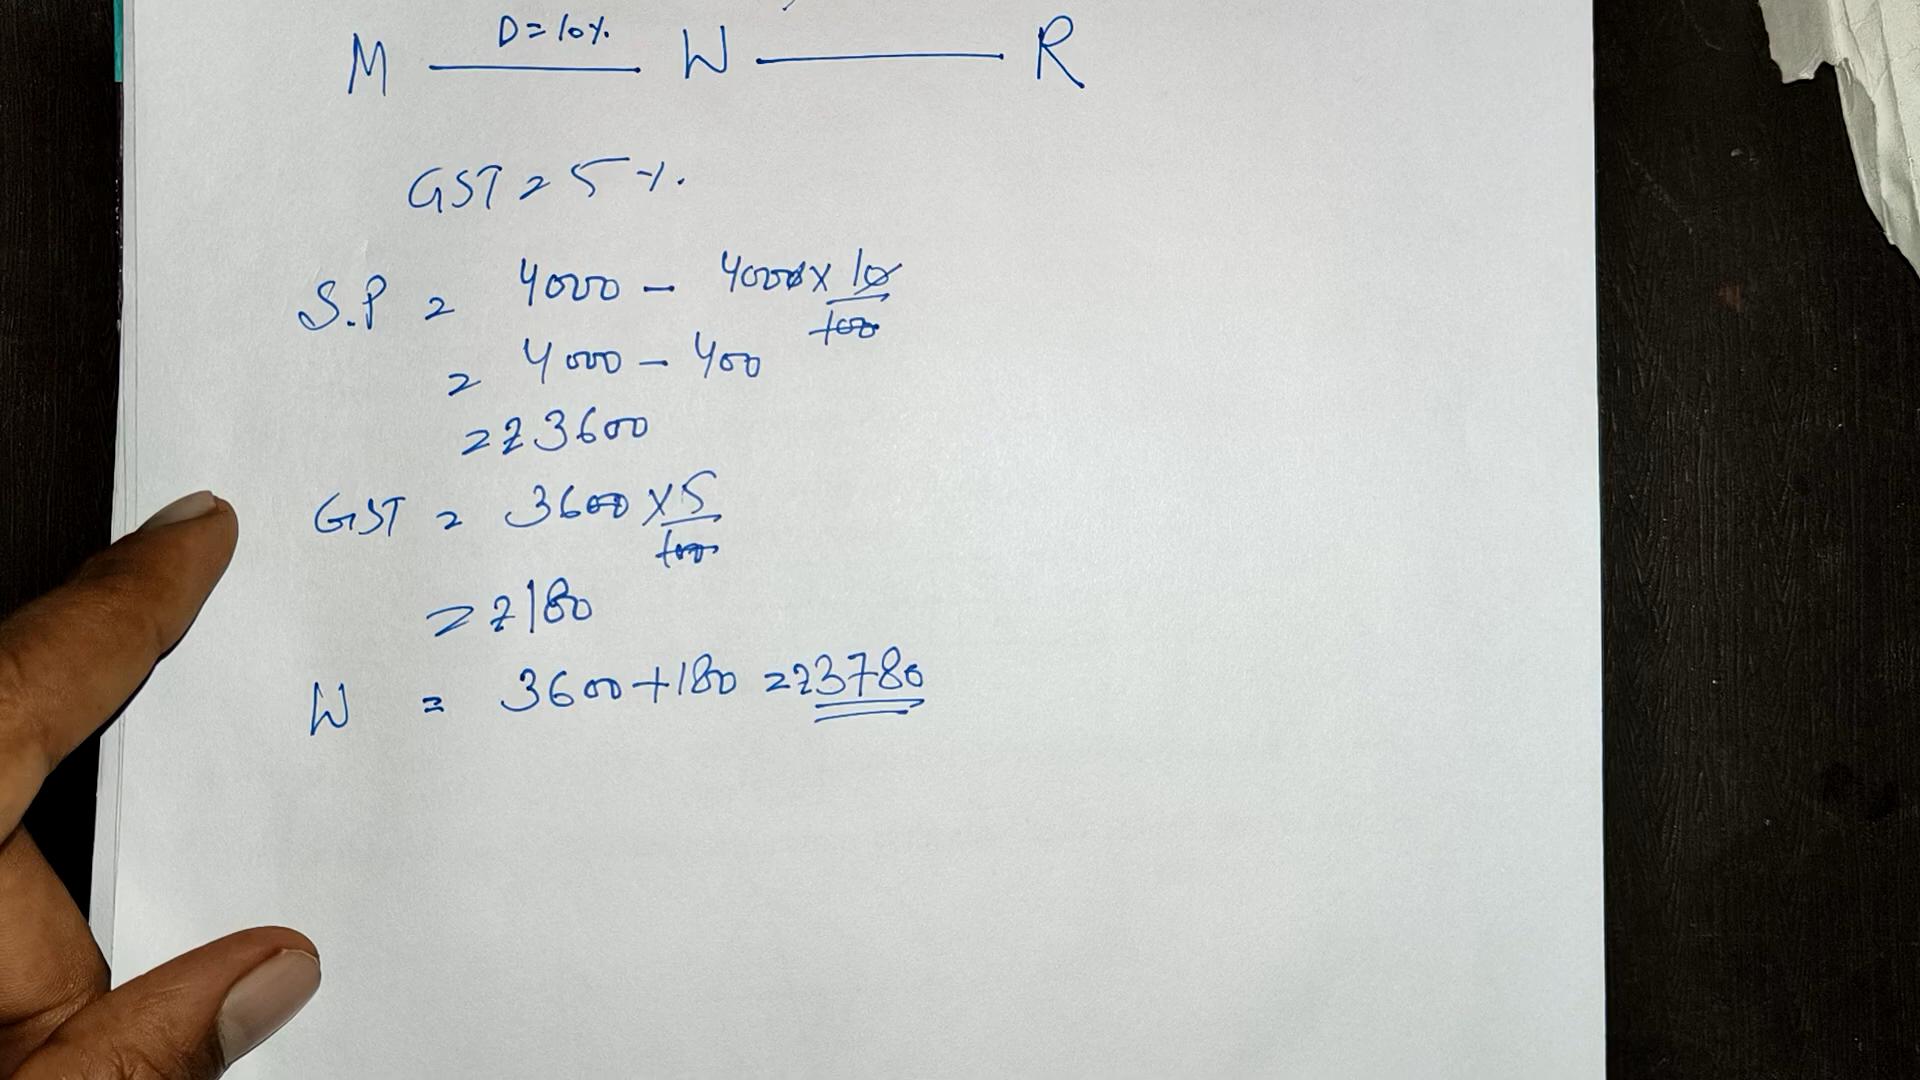 D = 10%
M — W — R
GST = 5%.
S.P = 4000 - 4000 x 10/100
= 4000 - 400
= ₹3600
GST = 3600 x 5/100
= ₹180
W = 3600 + 180 = ₹3780